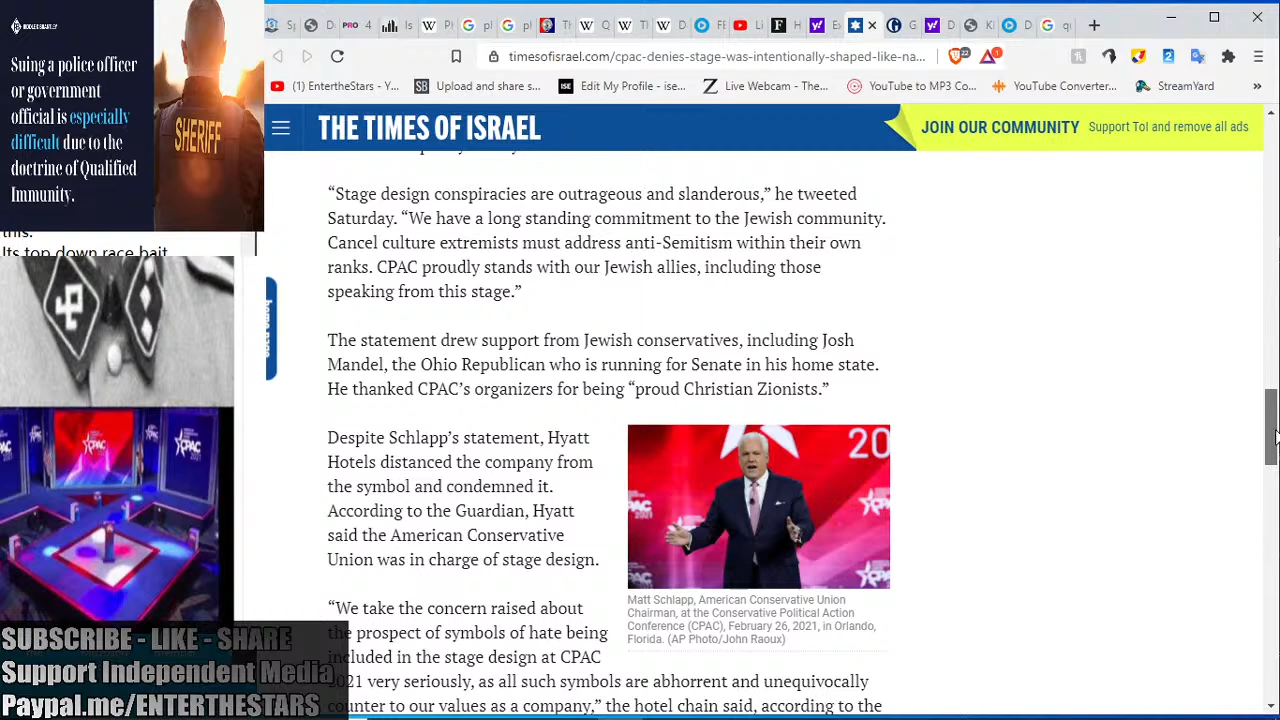 Suing a police officer
or government
official is especially
difficult due to the
doctrine of Qualified
Immunity.
SHERIFF
this.
Its top down race bait
CPAC
SUBSCRIBE - LIKE - SHARE
Support Independent Media
Paypal.me/ENTERTHESTARS
timesofisrael.com/cpac-denies-stage-was-intentionally-shaped-like-na...
(1) EntertheStars - Y...
Upload and share s...
Edit My Profile - ise...
Live Webcam - The...
YouTube to MP3 Co...
YouTube Converter...
StreamYard
THE TIMES OF ISRAEL
JOIN OUR COMMUNITY Support ToI and remove all ads
“Stage design conspiracies are outrageous and slanderous,” he tweeted
Saturday. “We have a long standing commitment to the Jewish community.
Cancel culture extremists must address anti-Semitism within their own
ranks. CPAC proudly stands with our Jewish allies, including those
speaking from this stage.”
The statement drew support from Jewish conservatives, including Josh
Mandel, the Ohio Republican who is running for Senate in his home state.
He thanked CPAC’s organizers for being “proud Christian Zionists.”
Despite Schlapp’s statement, Hyatt
Hotels distanced the company from
the symbol and condemned it.
According to the Guardian, Hyatt
said the American Conservative
Union was in charge of stage design.
Matt Schlapp, American Conservative Union
Chairman, at the Conservative Political Action
Conference (CPAC), February 26, 2021, in Orlando,
Florida. (AP Photo/John Raoux)
“We take the concern raised about
the prospect of symbols of hate being
included in the stage design at CPAC
2021 very seriously, as all such symbols are abhorrent and unequivocally
counter to our values as a company,” the hotel chain said, according to the